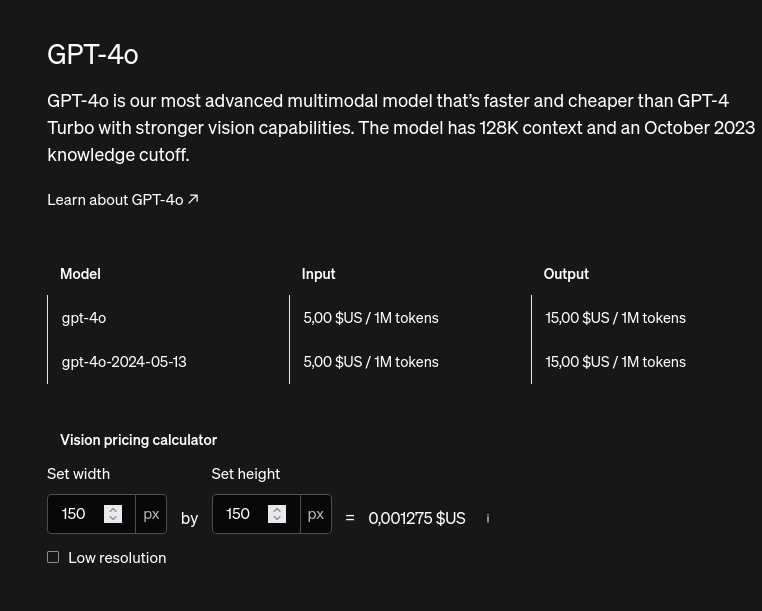 GPT-4o
GPT-4o is our most advanced multimodal model that’s faster and cheaper than GPT-4
Turbo with stronger vision capabilities. The model has 128K context and an October 2023
knowledge cutoff.
Learn about GPT-4o ↗
Model Input Output
gpt-4o 5,00 $US / 1M tokens 15,00 $US / 1M tokens
gpt-4o-2024-05-13 5,00 $US / 1M tokens 15,00 $US / 1M tokens
Vision pricing calculator
Set width Set height
150 px by 150 px = 0,001275 $US i
Low resolution